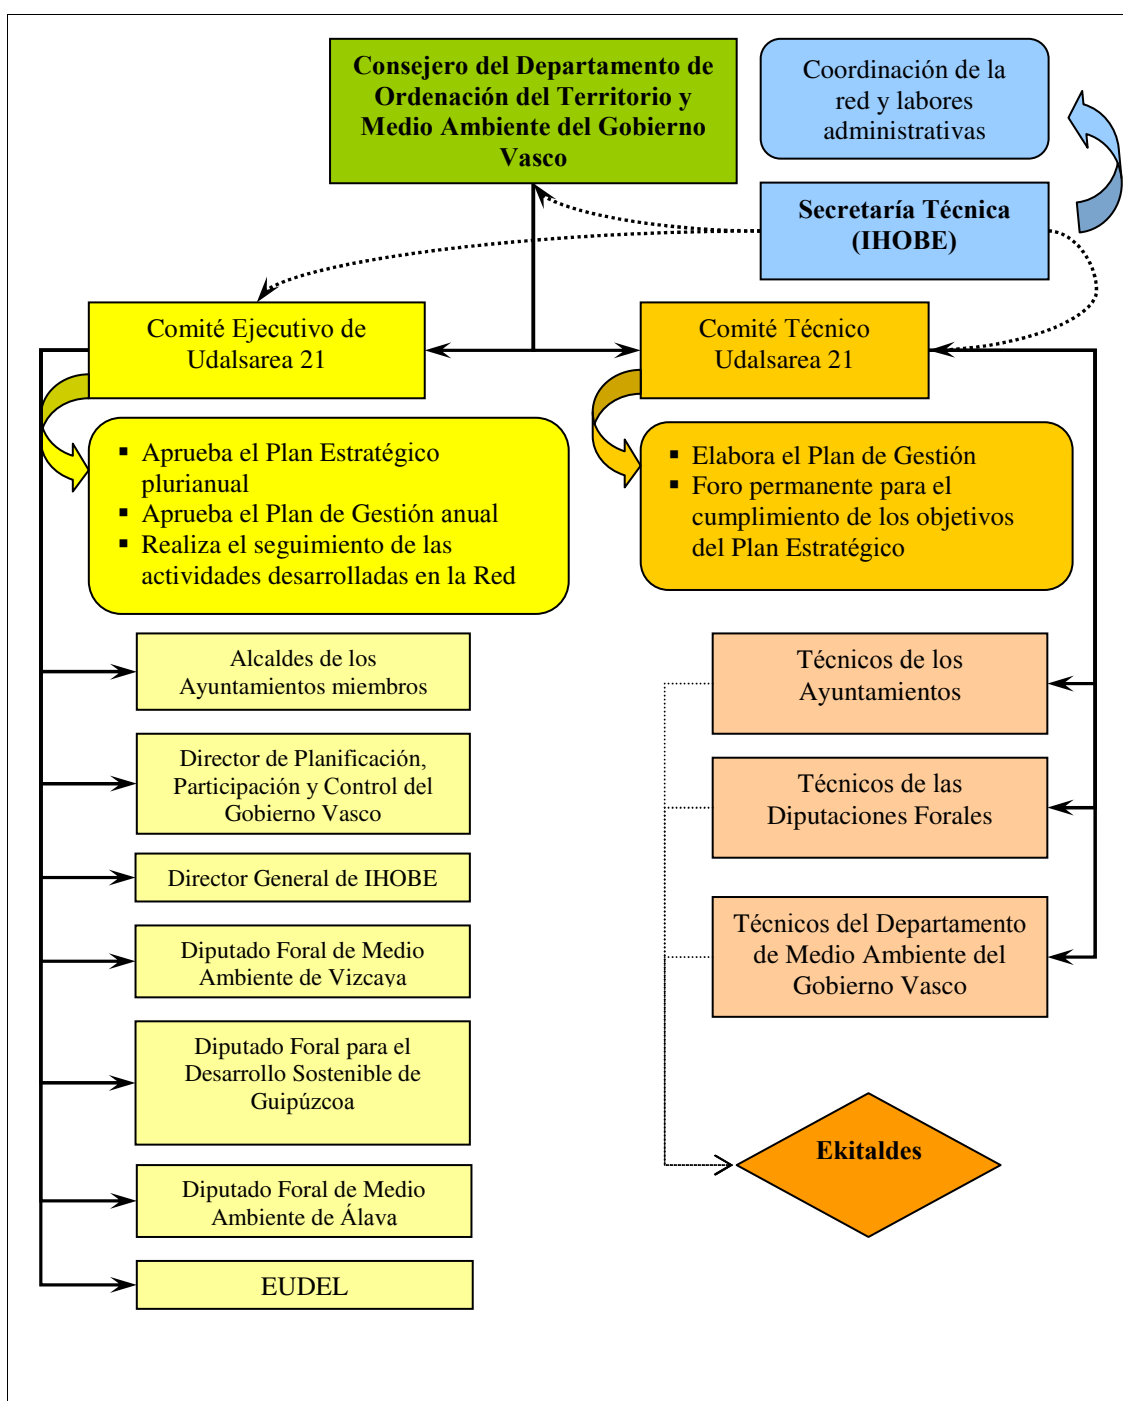 Consejero del Departamento de
Ordenación del Territorio y
Medio Ambiente del Gobierno
Vasco
Coordinación de la
red y labores
administrativas
Secretaría Técnica
(IHOBE)
Comité Ejecutivo de
Udalsarea 21
Comité Técnico
Udalsarea 21
▪ Aprueba el Plan Estratégico
plurianual
▪ Aprueba el Plan de Gestión anual
▪ Realiza el seguimiento de las
actividades desarrolladas en la Red
▪ Elabora el Plan de Gestión
▪ Foro permanente para el
cumplimiento de los objetivos
del Plan Estratégico
Alcaldes de los
Ayuntamientos miembros
Director de Planificación,
Participación y Control del
Gobierno Vasco
Director General de IHOBE
Diputado Foral de Medio
Ambiente de Vizcaya
Diputado Foral para el
Desarrollo Sostenible de
Guipúzcoa
Diputado Foral de Medio
Ambiente de Álava
EUDEL
Técnicos de los
Ayuntamientos
Técnicos de las
Diputaciones Forales
Técnicos del Departamento
de Medio Ambiente del
Gobierno Vasco
Ekitaldes